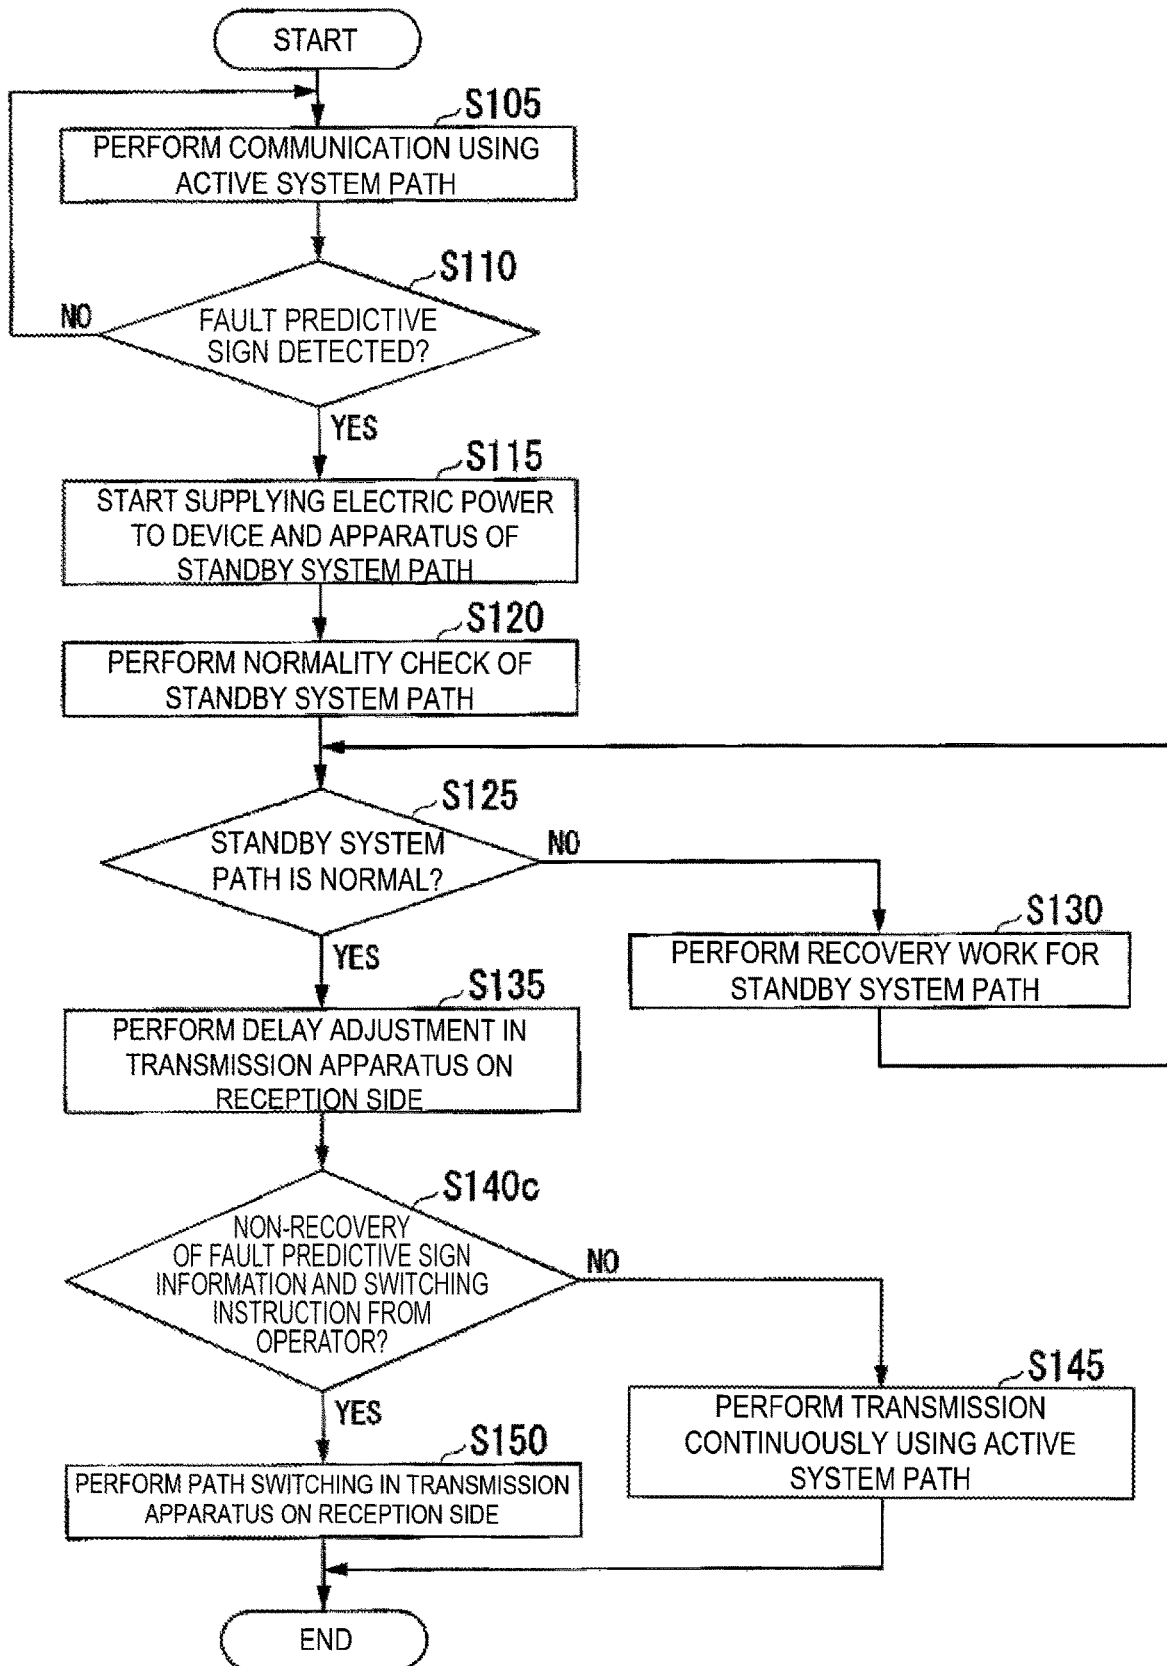 START
S105
PERFORM COMMUNICATION USING
ACTIVE SYSTEM PATH
S110
NO
FAULT PREDICTIVE
SIGN DETECTED?
YES
S115
START SUPPLYING ELECTRIC POWER
TO DEVICE AND APPARATUS OF
STANDBY SYSTEM PATH
S120
PERFORM NORMALITY CHECK OF
STANDBY SYSTEM PATH
S125
STANDBY SYSTEM
PATH IS NORMAL?
NO
YES
S130
PERFORM RECOVERY WORK FOR
STANDBY SYSTEM PATH
S135
PERFORM DELAY ADJUSTMENT IN
TRANSMISSION APPARATUS ON
RECEPTION SIDE
S140c
NON-RECOVERY
OF FAULT PREDICTIVE SIGN
INFORMATION AND SWITCHING
INSTRUCTION FROM
OPERATOR?
NO
YES
S145
PERFORM TRANSMISSION
CONTINUOUSLY USING ACTIVE
SYSTEM PATH
S150
PERFORM PATH SWITCHING IN TRANSMISSION
APPARATUS ON RECEPTION SIDE
END